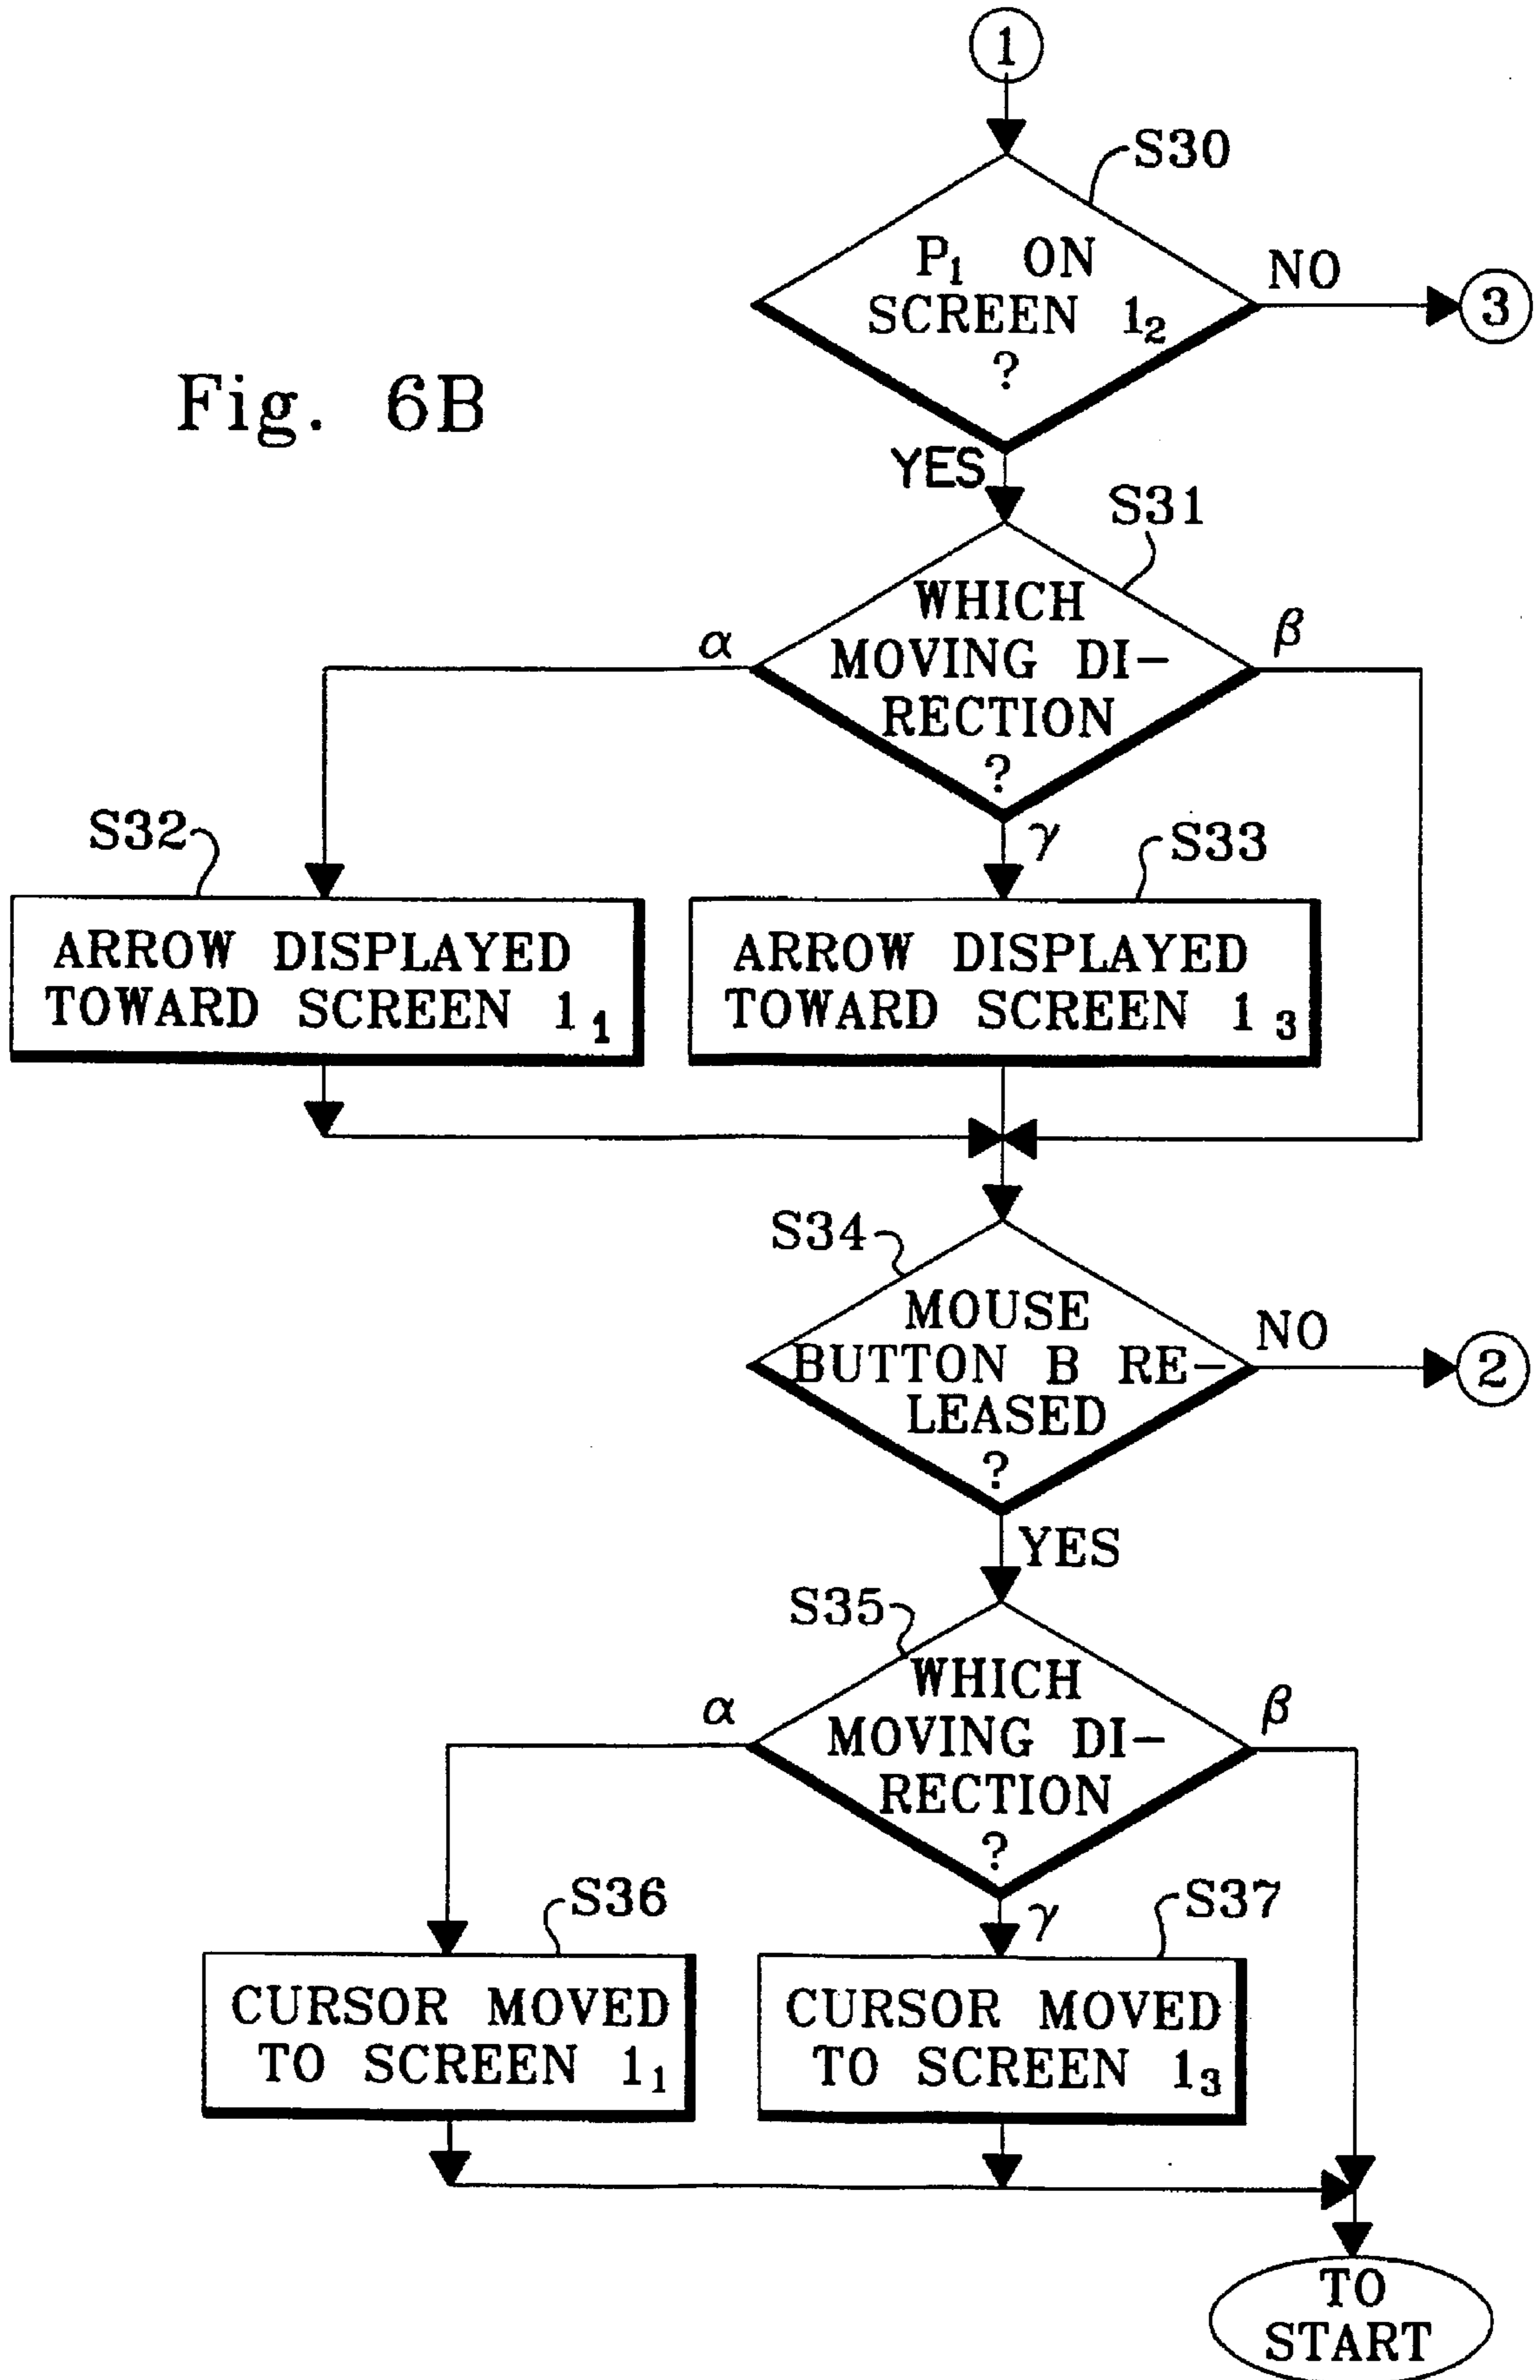 1
S30
P₁ ON
SCREEN 1₂
?
NO
3
Fig. 6B
YES
S31
WHICH
MOVING DI-
RECTION
?
α
β
γ
S32
ARROW DISPLAYED
TOWARD SCREEN 1₁
S33
ARROW DISPLAYED
TOWARD SCREEN 1₃
S34
MOUSE
BUTTON B RE-
LEASED
?
NO
2
YES
S35
WHICH
MOVING DI-
RECTION
?
α
β
γ
S36
CURSOR MOVED
TO SCREEN 1₁
S37
CURSOR MOVED
TO SCREEN 1₃
TO
START